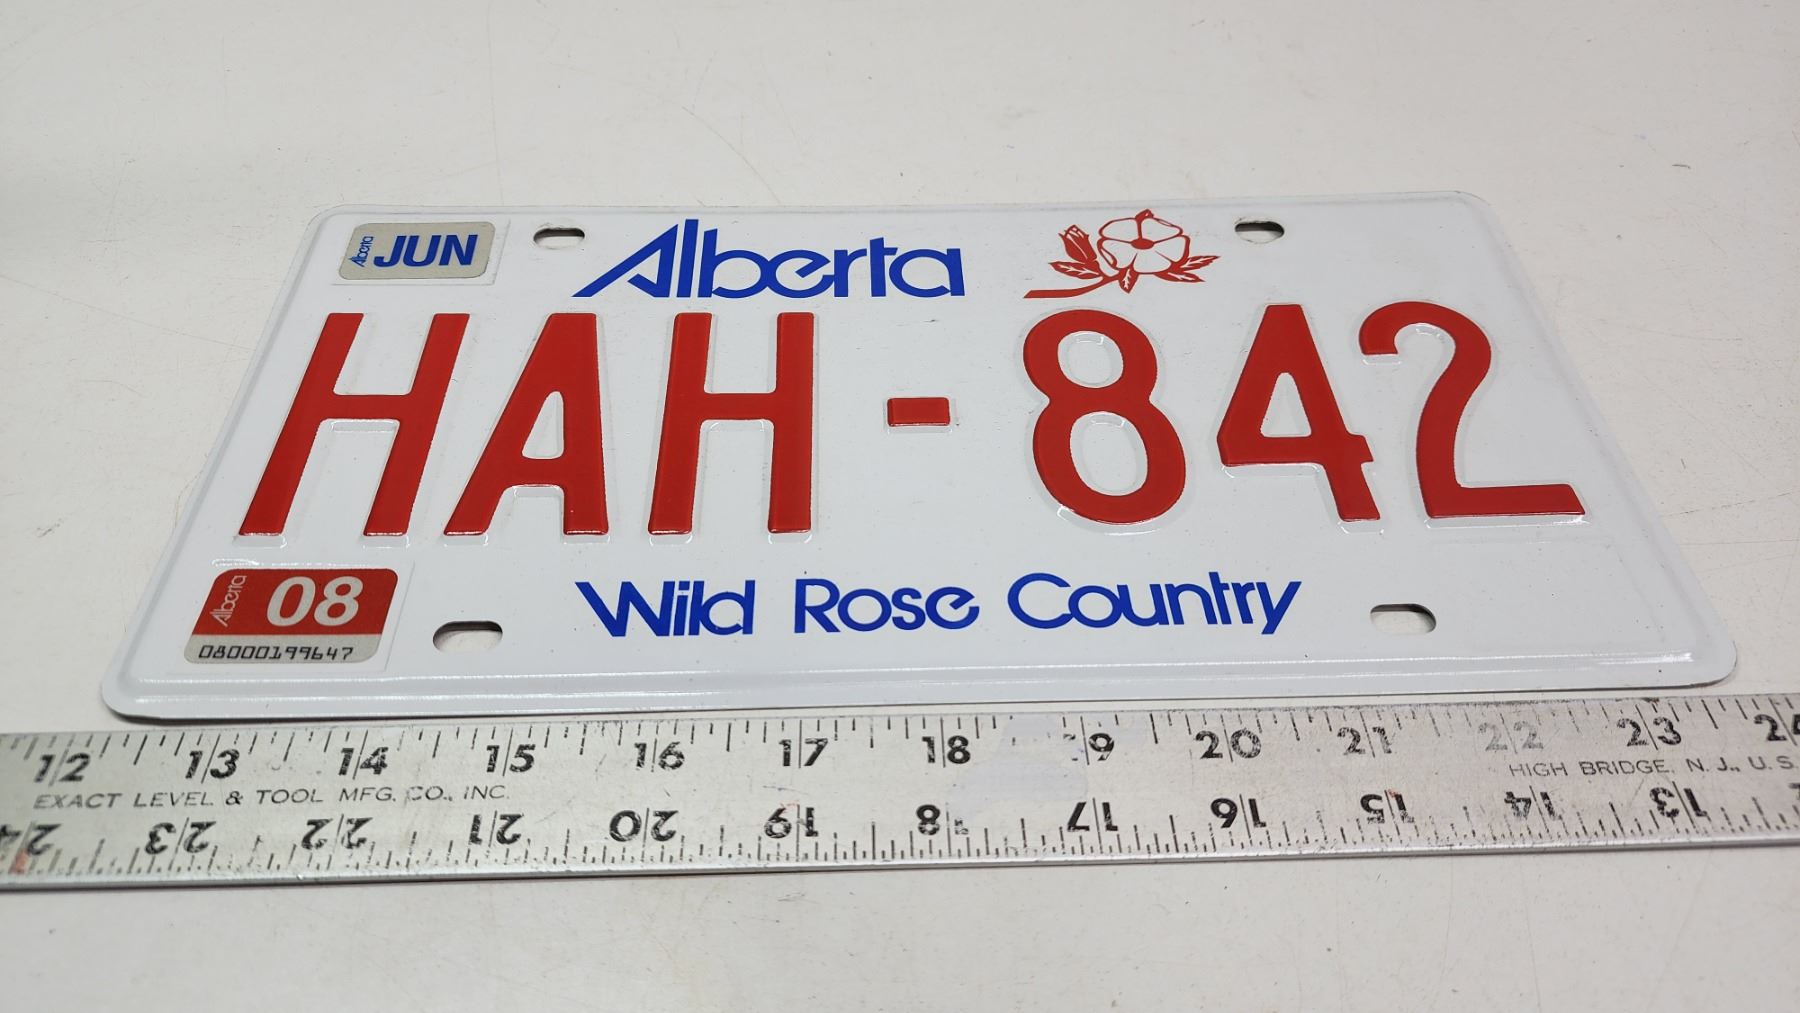 Alberta JUN
Alberta
HAH-842
Alberta 08
08000199647
Wild Rose Country
12 13 14 15 16 17 18 19 20 21 22 23 24
EXACT LEVEL & TOOL MFG. CO., INC.
HIGH BRIDGE, N. J., U. S.
24 23 22 21 20 19 18 17 16 15 14 13